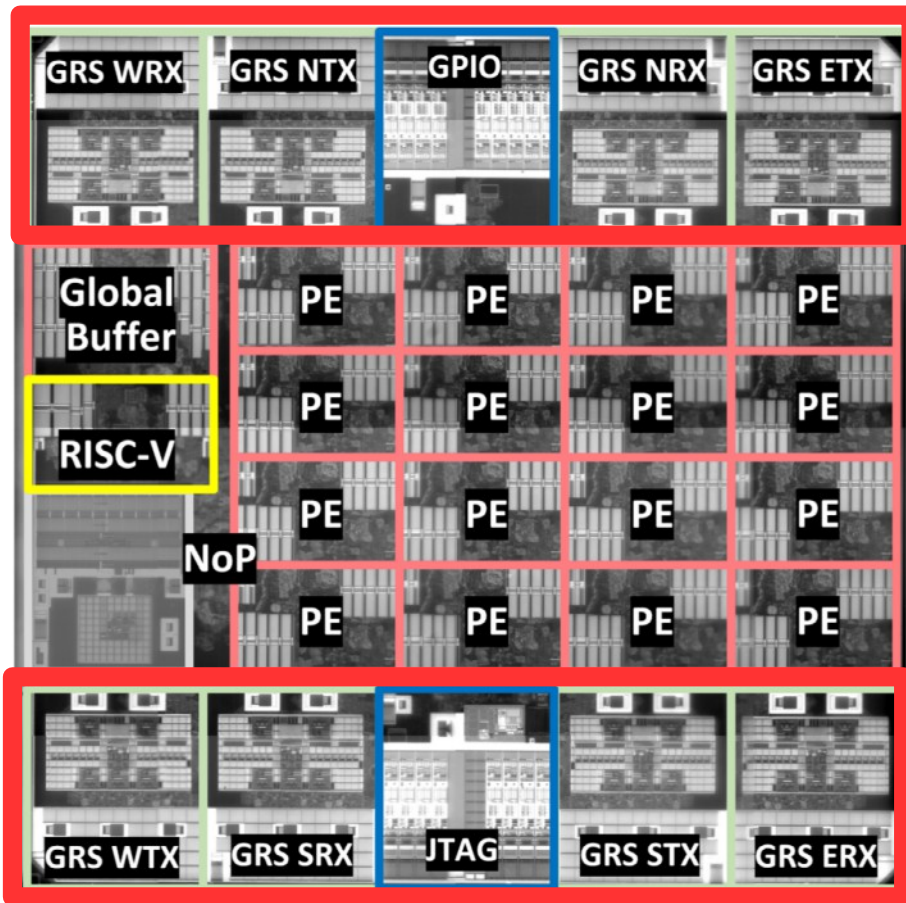 GRS WRX
GRS NTX
GPIO
GRS NRX
GRS ETX
Global
Buffer
PE
PE
PE
PE
RISC-V
PE
PE
PE
PE
NoP
PE
PE
PE
PE
PE
PE
PE
PE
GRS WTX
GRS SRX
JTAG
GRS STX
GRS ERX